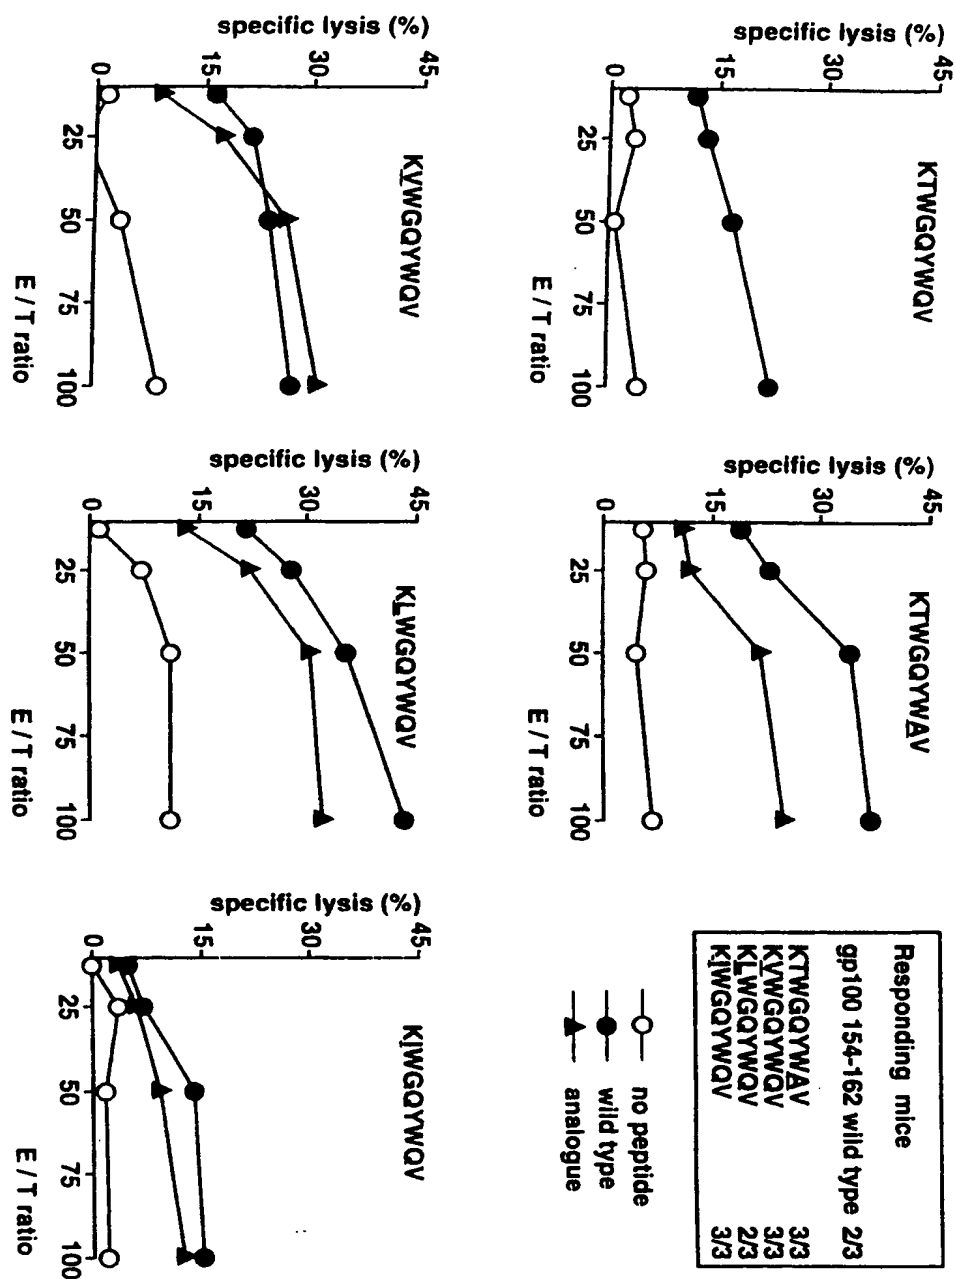 specific lysis (%)
45
30
15
0
KTWGQYWQV
25 50 75 100
E / T ratio
specific lysis (%)
45
30
15
0
KTWGQYWAV
25 50 75 100
E / T ratio
Responding mice
gp100 154-162 wild type 2/3
KTWGQYWAV 3/3
KVWGQYWQV 3/3
KLWGQYWQV 2/3
KIWGQYWQV 3/3
no peptide
wild type
analogue
specific lysis (%)
45
30
15
0
KVWGQYWQV
25 50 75 100
E / T ratio
specific lysis (%)
45
30
15
0
KLWGQYWQV
25 50 75 100
E / T ratio
specific lysis (%)
45
30
15
0
KIWGQYWQV
25 50 75 100
E / T ratio